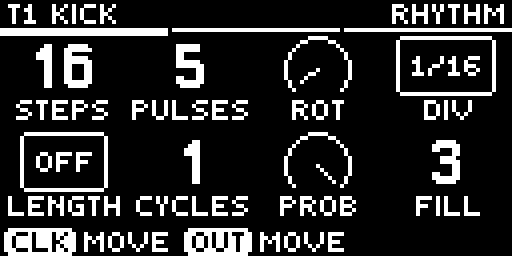 T1 KICK RHYTHM
16 5 1/16
STEPS PULSES ROT DIV
OFF 1 3
LENGTH CYCLES PROB FILL
CLK MOVE OUT MOVE